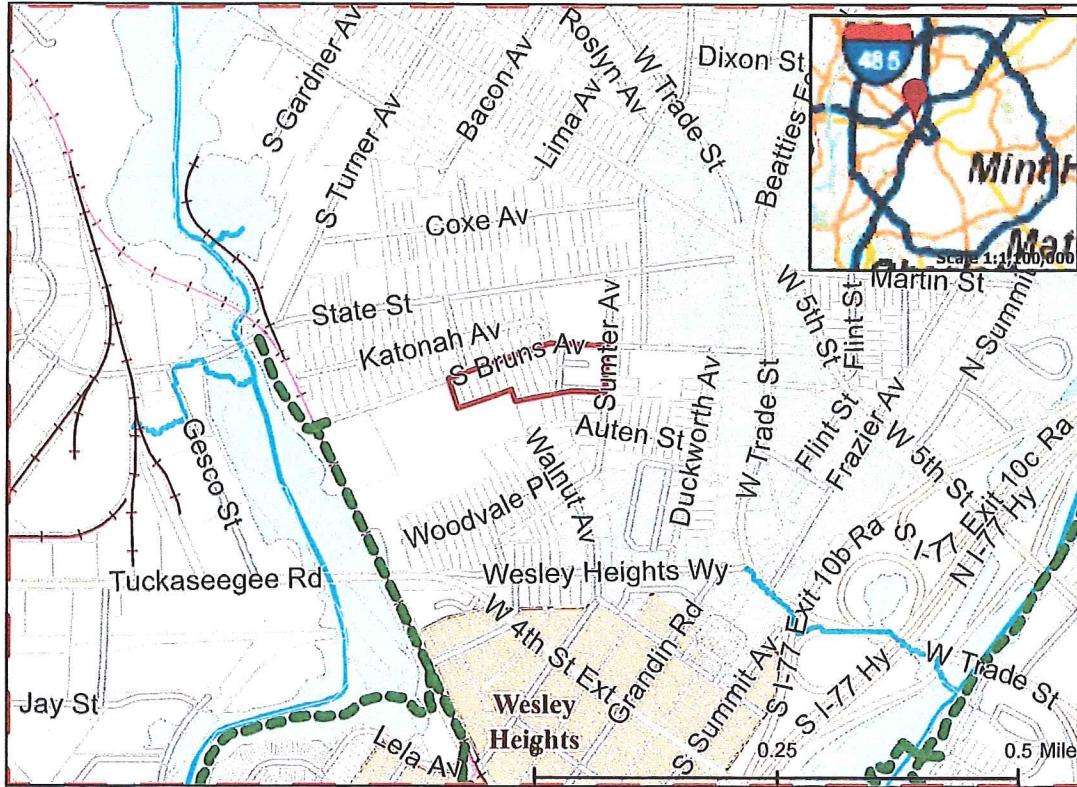 S Gardner Av
S Turner Av
Bacon Av
Lima Av
Roslyn Av
W Trade St
Dixon St
Beatties Fo
485
Mint H
Mat
Scale 1:1,100,000
Coxe Av
State St
Katonah Av
S Bruns Av
Sumter Av
W 5th St
Flint St
Martin St
N Summit
Gesco St
Auten St
Walnut Av
Duckworth Av
W Trade St
Flint St
Frazier Av
W 5th St
S I-77 Exit 10c Ra
N I-77 Hy
Woodvale Pl
Tuckaseegee Rd
Wesley Heights Wy
S I-77 Exit 10b Ra
W 4th St Ext
Grandin Rd
S Summit Av
S I-77 Hy
W Trade St
Jay St
Wesley
Heights
Lela Av
0
0.25
0.5 Mile